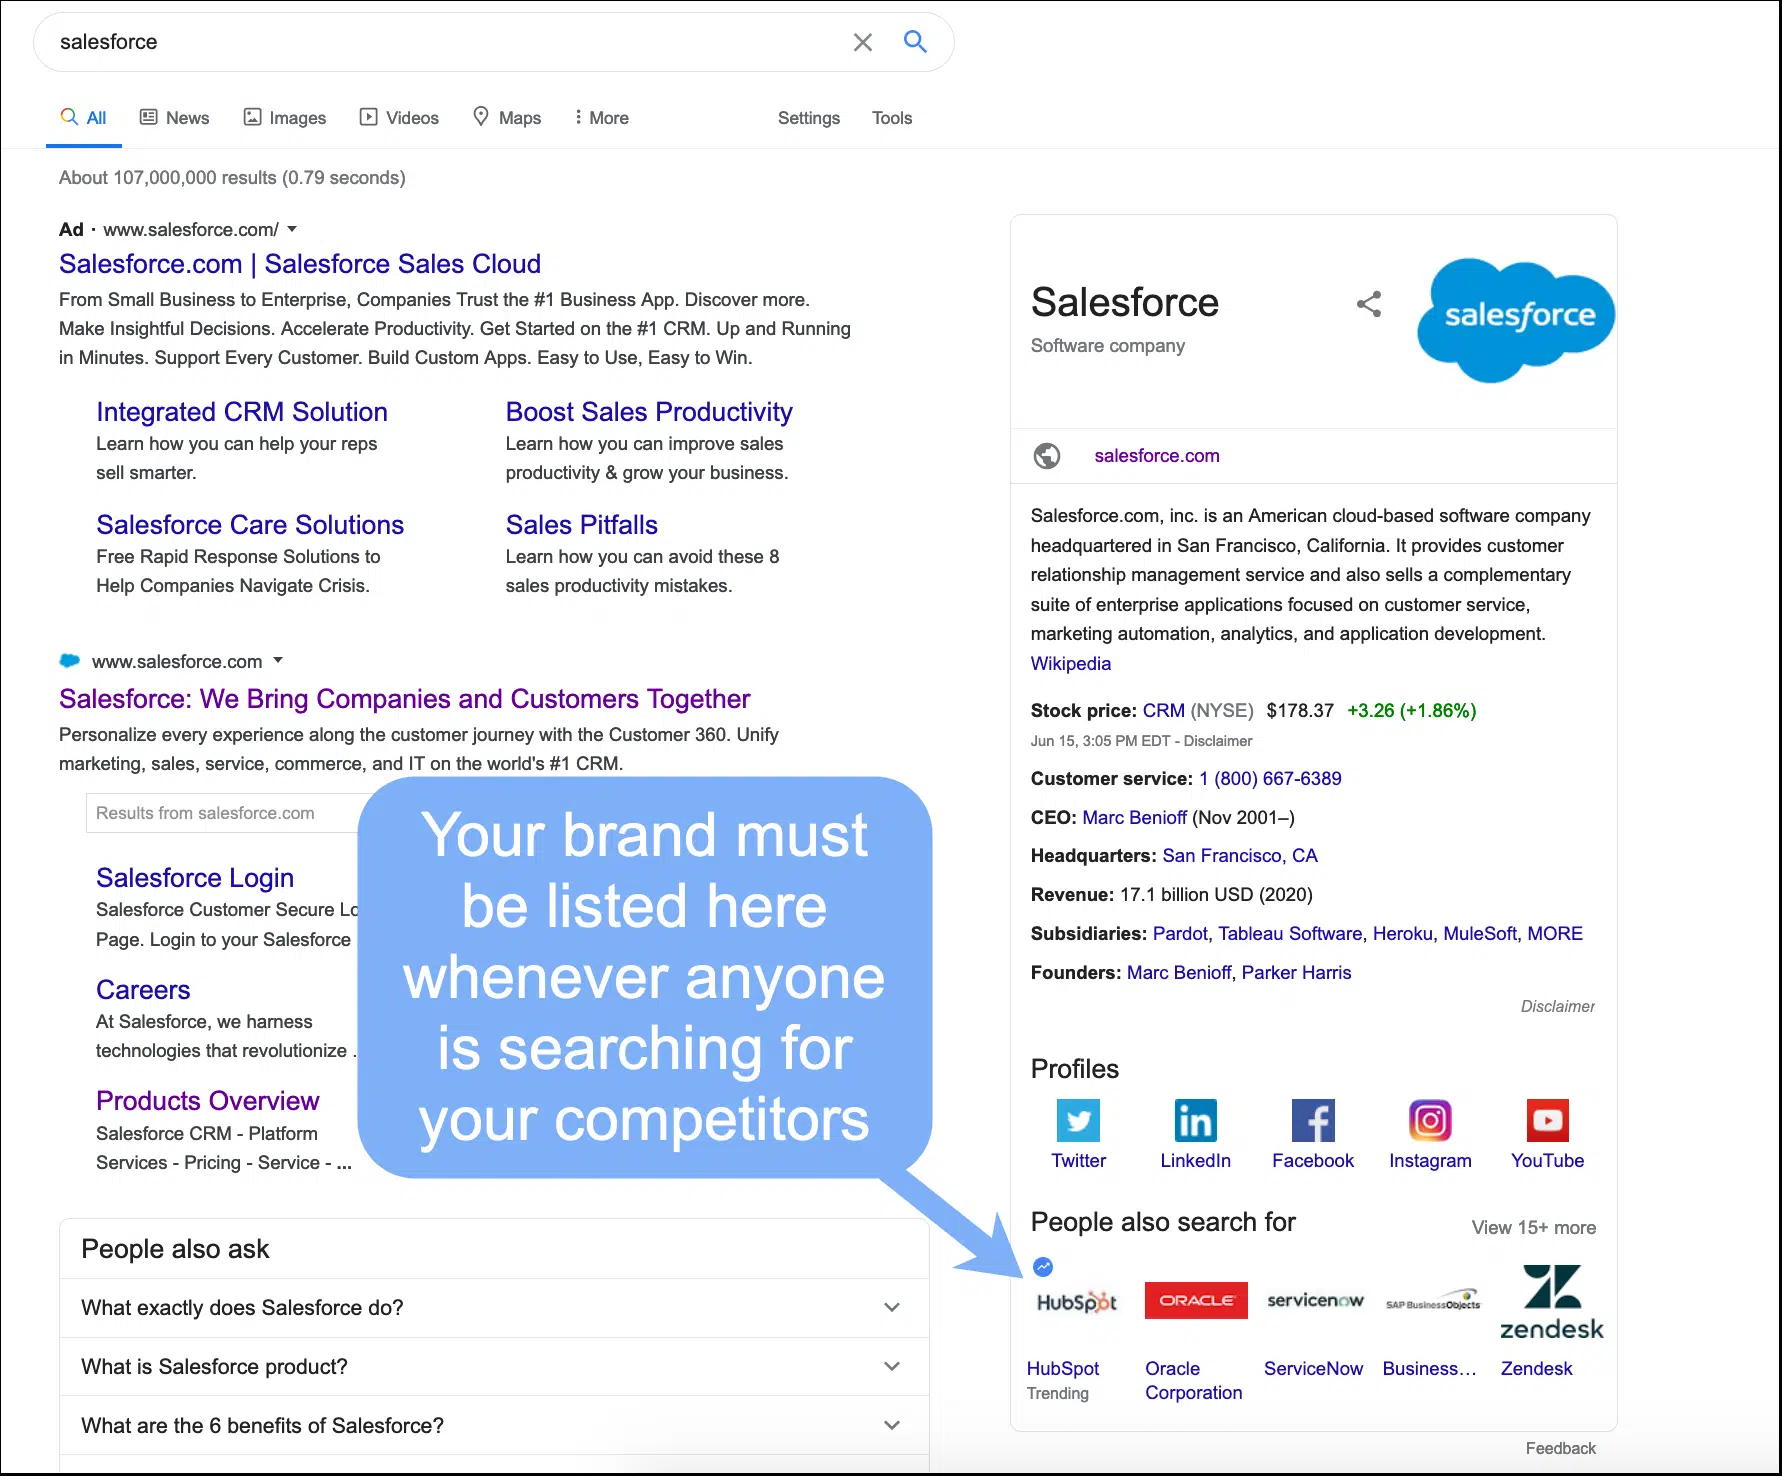 salesforce
All News Images Videos Maps More Settings Tools
About 107,000,000 results (0.79 seconds)
Ad · www.salesforce.com/
Salesforce.com | Salesforce Sales Cloud
From Small Business to Enterprise, Companies Trust the #1 Business App. Discover more.
Make Insightful Decisions. Accelerate Productivity. Get Started on the #1 CRM. Up and Running
in Minutes. Support Every Customer. Build Custom Apps. Easy to Use, Easy to Win.
Integrated CRM Solution
Learn how you can help your reps
sell smarter.
Boost Sales Productivity
Learn how you can improve sales
productivity & grow your business.
Salesforce Care Solutions
Free Rapid Response Solutions to
Help Companies Navigate Crisis.
Sales Pitfalls
Learn how you can avoid these 8
sales productivity mistakes.
www.salesforce.com
Salesforce: We Bring Companies and Customers Together
Personalize every experience along the customer journey with the Customer 360. Unify
marketing, sales, service, commerce, and IT on the world's #1 CRM.
Results from salesforce.com
Salesforce Login
Salesforce Customer Secure
Page. Login to your Salesforce
Careers
At Salesforce, we harness
technologies that revolutionize .
Products Overview
Salesforce CRM - Platform
Services - Pricing - Service - ...
Your brand must
be listed here
whenever anyone
is searching for
your competitors
People also ask
What exactly does Salesforce do?
What is Salesforce product?
What are the 6 benefits of Salesforce?
Salesforce
Software company
salesforce
salesforce.com
Salesforce.com, inc. is an American cloud-based software company
headquartered in San Francisco, California. It provides customer
relationship management service and also sells a complementary
suite of enterprise applications focused on customer service,
marketing automation, analytics, and application development.
Wikipedia
Stock price: CRM (NYSE) $178.37 +3.26 (+1.86%)
Jun 15, 3:05 PM EDT - Disclaimer
Customer service: 1 (800) 667-6389
CEO: Marc Benioff (Nov 2001–)
Headquarters: San Francisco, CA
Revenue: 17.1 billion USD (2020)
Subsidiaries: Pardot, Tableau Software, Heroku, MuleSoft, MORE
Founders: Marc Benioff, Parker Harris
Disclaimer
Profiles
Twitter LinkedIn Facebook Instagram YouTube
People also search for View 15+ more
HubSpot ORACLE servicenow SAP BusinessObjects zendesk
HubSpot Oracle ServiceNow Business... Zendesk
Trending Corporation
Feedback